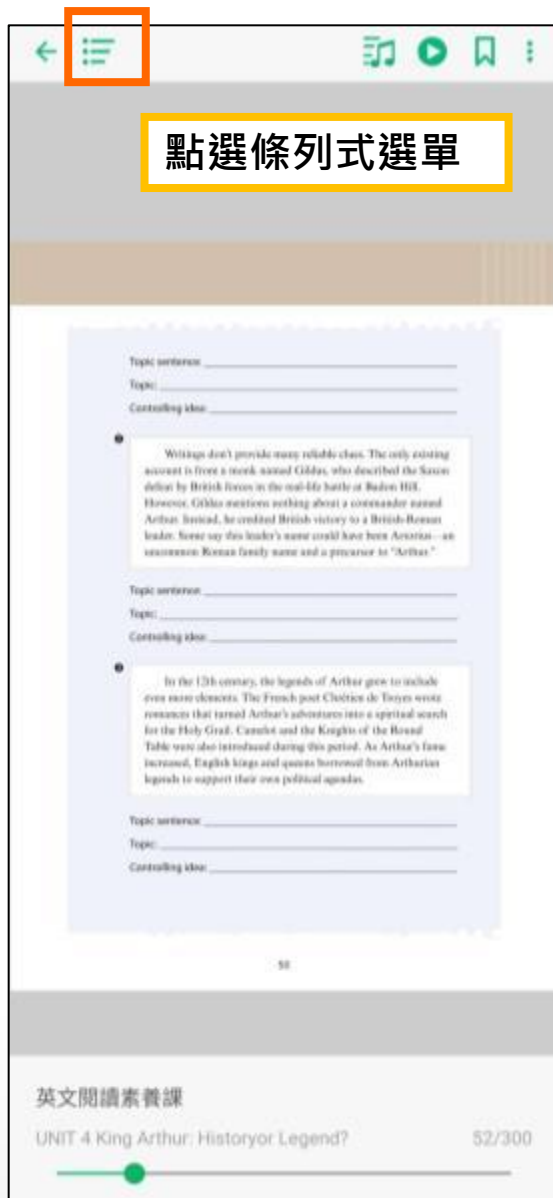 點選條列式選單
Topic sentence:
Topic:
Controlling idea:
2
Writings don't provide many reliable clues. The only existing
account is from a monk named Gildas, who described the Saxon
defeat by British forces in the real-life battle at Badon Hill.
However, Gildas mentions nothing about a commander named
Arthur. Instead, he credited British victory to a British-Roman
leader. Some say this leader's name could have been Artorius—an
uncommon Roman family name and a precursor to "Arthur."
Topic sentence:
Topic:
Controlling idea:
3
In the 12th century, the legends of Arthur grew to include
even more elements. The French poet Chrétien de Troyes wrote
romances that turned Arthur's adventures into a spiritual search
for the Holy Grail. Camelot and the Knights of the Round
Table were also introduced during this period. As Arthur's fame
increased, English kings and queens borrowed from Arthurian
legends to support their own political agendas.
Topic sentence:
Topic:
Controlling idea:
英文閱讀素養課
UNIT 4 King Arthur: Historyor Legend? 52/300